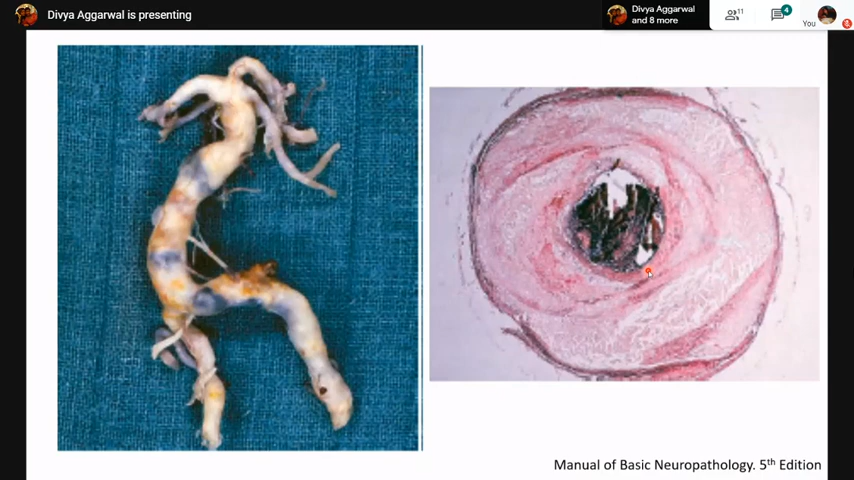 Divya Aggarwal is presenting
Divya Aggarwal
and 8 more
11
4
You
Manual of Basic Neuropathology. 5th Edition